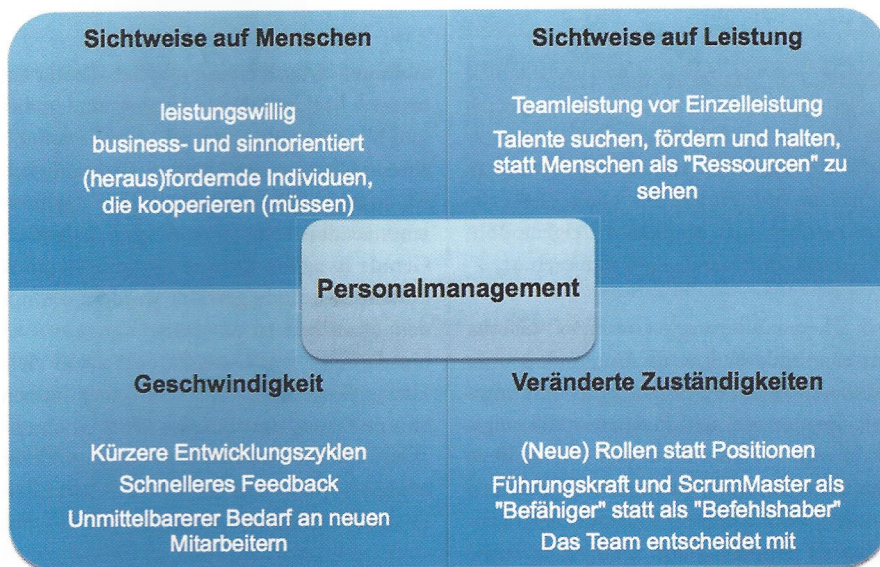 Sichtweise auf Menschen
leistungswillig
business- und sinnorientiert
(heraus)fordernde Individuen,
die kooperieren (müssen)
Sichtweise auf Leistung
Teamleistung vor Einzelleistung
Talente suchen, fördern und halten,
statt Menschen als "Ressourcen" zu
sehen
Personalmanagement
Geschwindigkeit
Kürzere Entwicklungszyklen
Schnelleres Feedback
Unmittelbarerer Bedarf an neuen
Mitarbeitern
Veränderte Zuständigkeiten
(Neue) Rollen statt Positionen
Führungskraft und ScrumMaster als
"Befähiger" statt als "Befehlshaber"
Das Team entscheidet mit